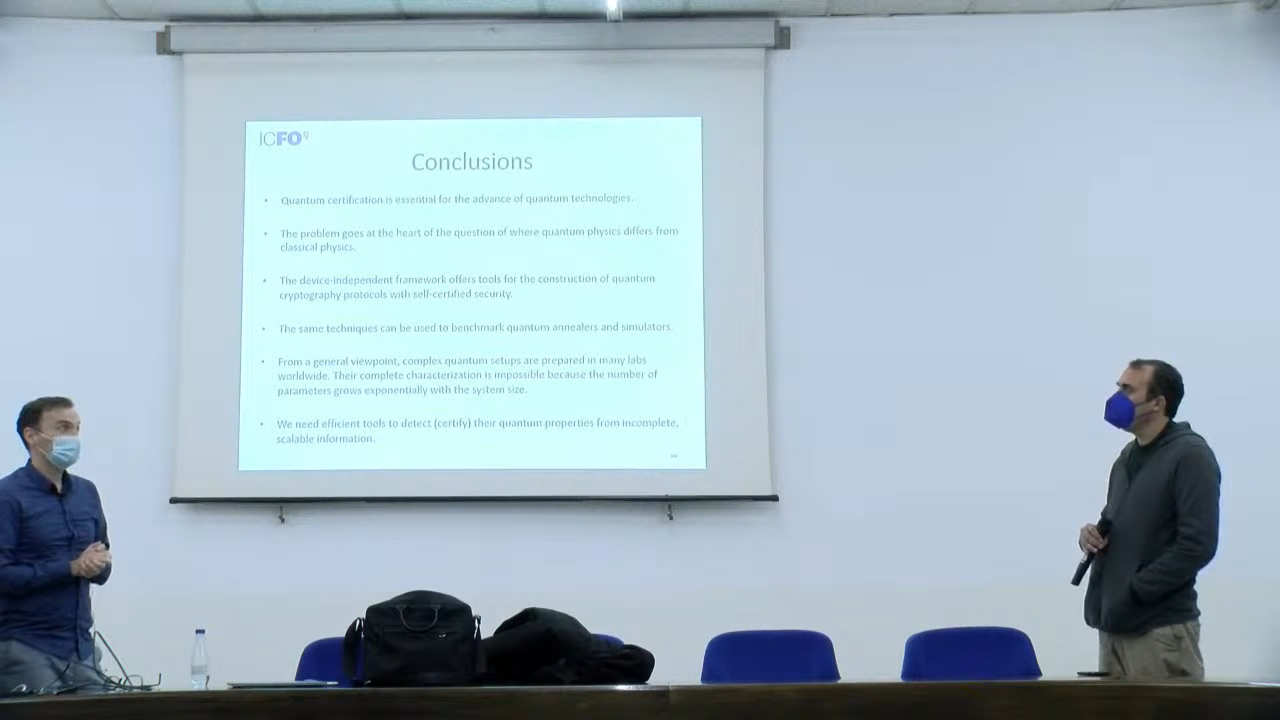 ICFO9
Conclusions
• Quantum certification is essential for the advance of quantum technologies.
• The problem goes at the heart of the question of where quantum physics differs from
classical physics.
• The device-independent framework offers tools for the construction of quantum
cryptography protocols with self-certified security.
• The same techniques can be used to benchmark quantum annealers and simulators.
• From a general viewpoint, complex quantum setups are prepared in many labs
worldwide. Their complete characterization is impossible because the number of
parameters grows exponentially with the system size.
• We need efficient tools to detect (certify) their quantum properties from incomplete,
scalable information.